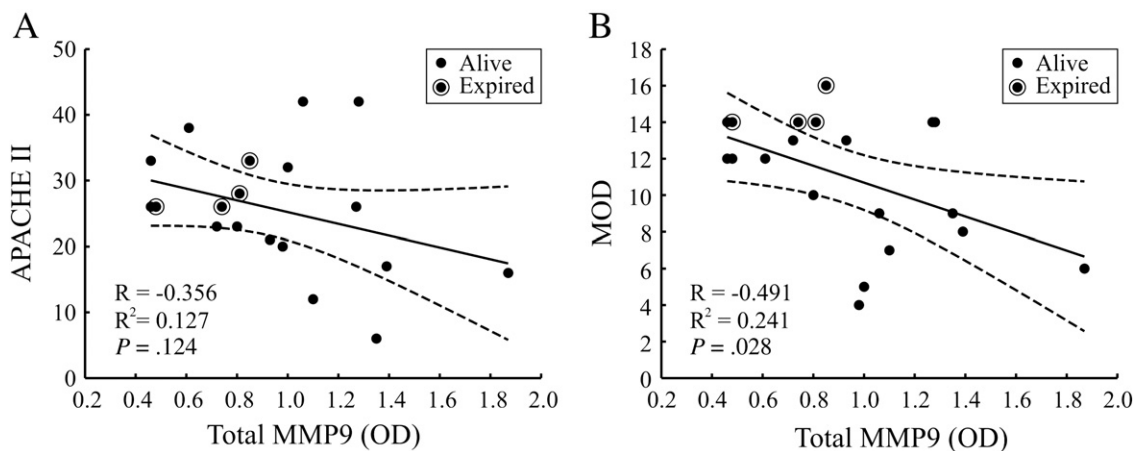 A
50
40
30
20
10
0
APACHE II
Alive
Expired
R = -0.356
R²= 0.127
P = .124
0.2 0.4 0.6 0.8 1.0 1.2 1.4 1.6 1.8 2.0
Total MMP9 (OD)
B
18
16
14
12
10
8
6
4
2
0
MOD
Alive
Expired
R = -0.491
R² = 0.241
P = .028
0.2 0.4 0.6 0.8 1.0 1.2 1.4 1.6 1.8 2.0
Total MMP9 (OD)